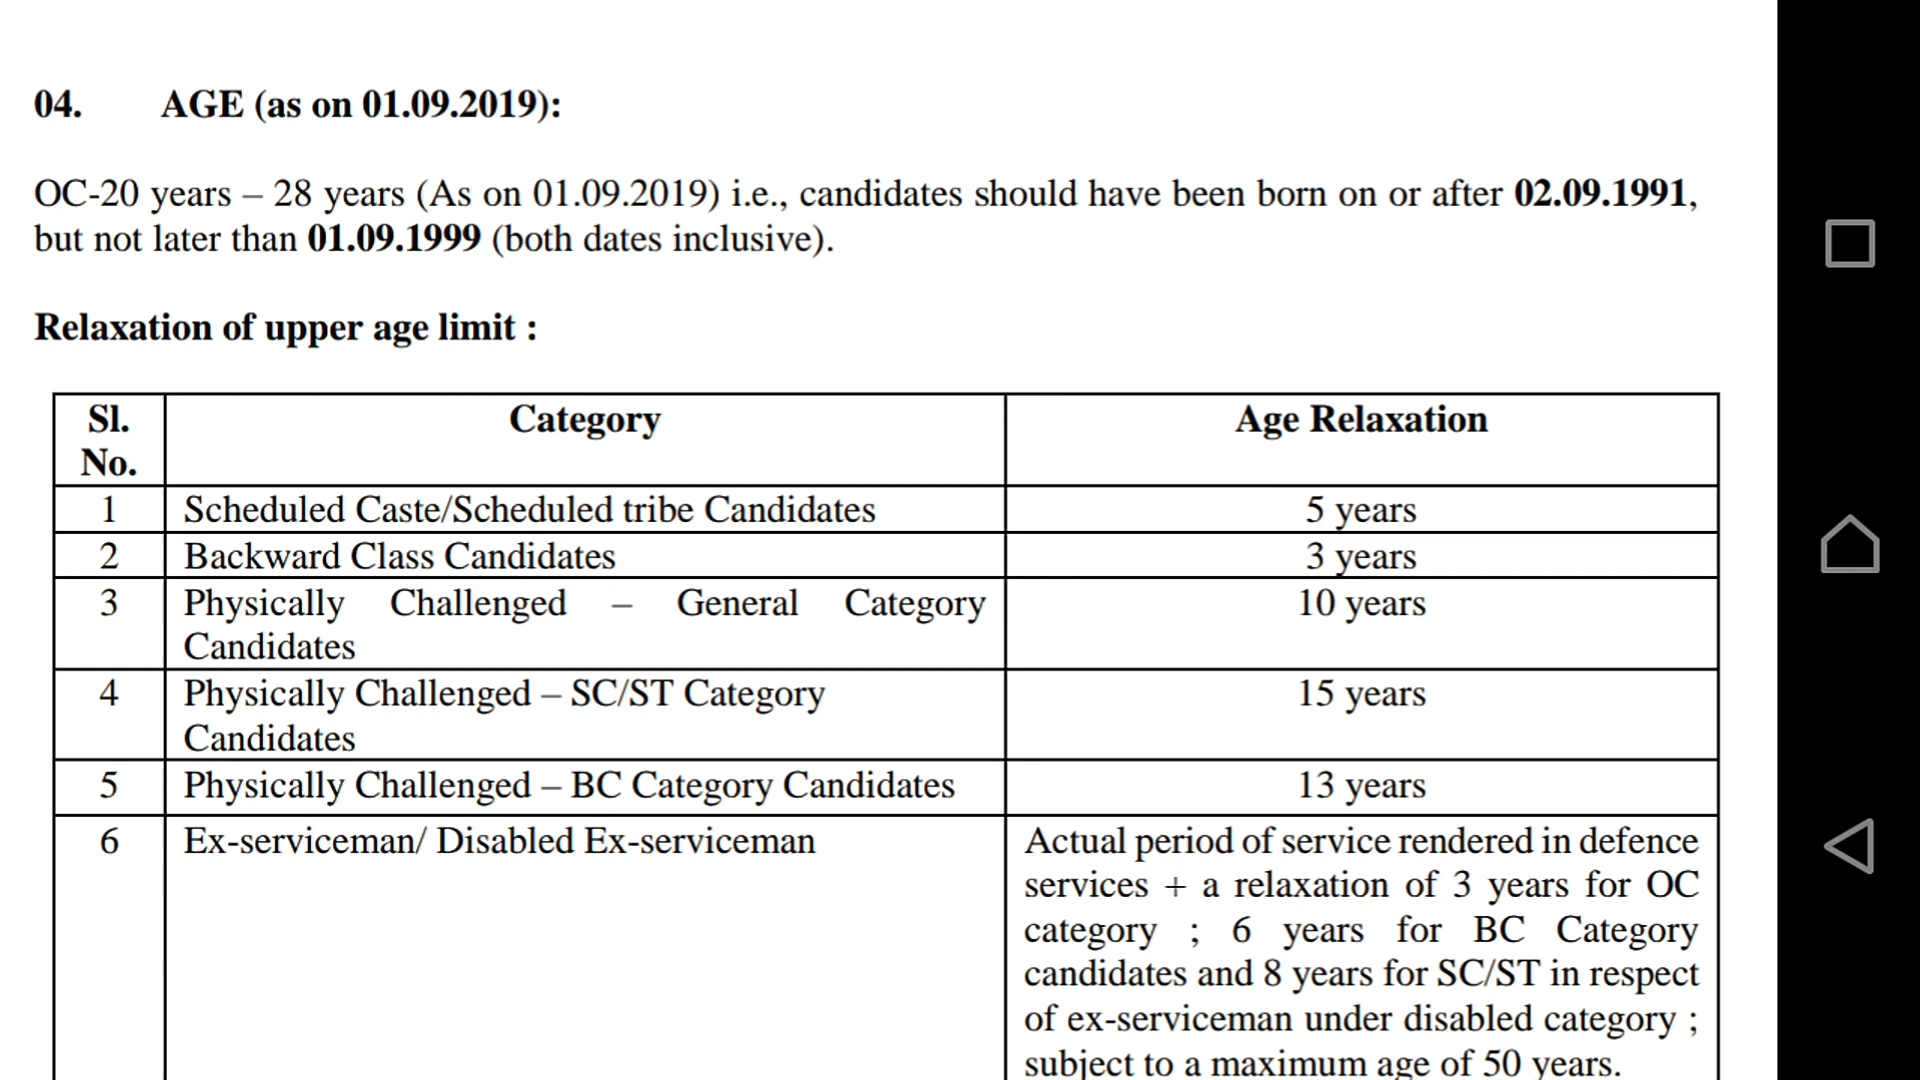 04. AGE (as on 01.09.2019):
OC-20 years – 28 years (As on 01.09.2019) i.e., candidates should have been born on or after 02.09.1991,
but not later than 01.09.1999 (both dates inclusive).
Relaxation of upper age limit :
Sl. No. Category Age Relaxation
1 Scheduled Caste/Scheduled tribe Candidates 5 years
2 Backward Class Candidates 3 years
3 Physically Challenged – General Category 10 years
Candidates
4 Physically Challenged – SC/ST Category 15 years
Candidates
5 Physically Challenged – BC Category Candidates 13 years
6 Ex-serviceman/ Disabled Ex-serviceman Actual period of service rendered in defence
services + a relaxation of 3 years for OC
category ; 6 years for BC Category
candidates and 8 years for SC/ST in respect
of ex-serviceman under disabled category ;
subject to a maximum age of 50 years.